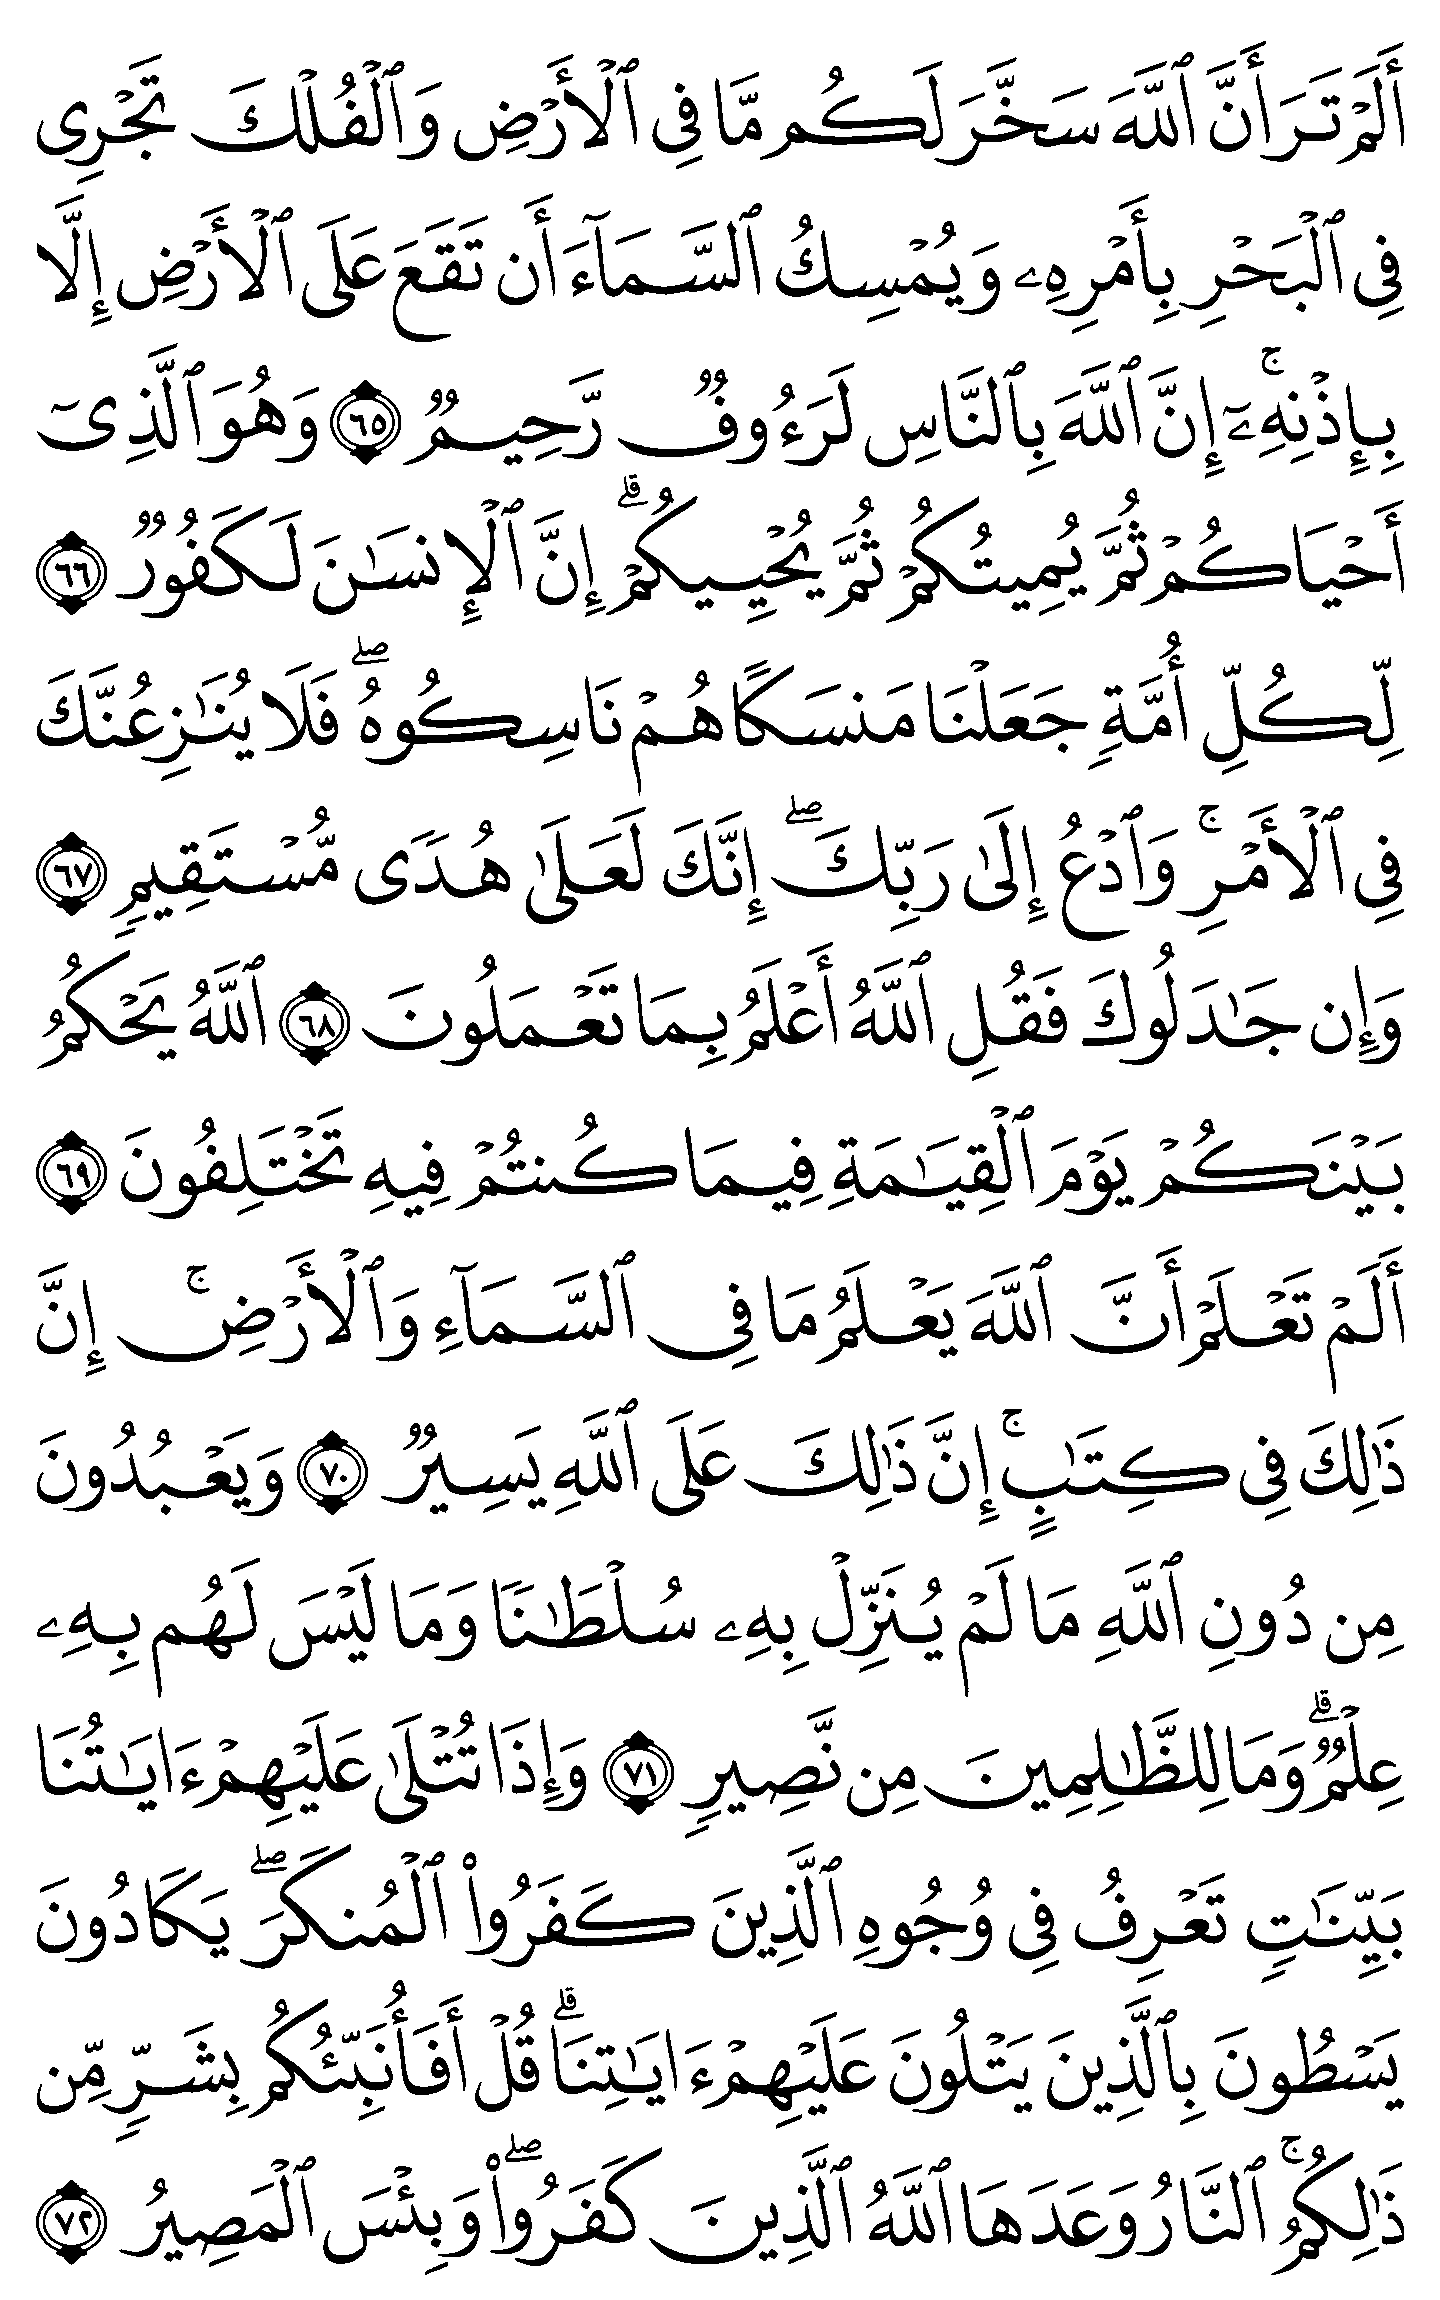 أَلَمْ تَرَ أَنَّ ٱللَّهَ سَخَّرَ لَكُم مَّا فِى ٱلْأَرْضِ وَٱلْفُلْكَ تَجْرِى
فِى ٱلْبَحْرِ بِأَمْرِهِۦ وَيُمْسِكُ ٱلسَّمَآءَ أَن تَقَعَ عَلَى ٱلْأَرْضِ إِلَّا
بِإِذْنِهِۦٓ ۚ إِنَّ ٱللَّهَ بِٱلنَّاسِ لَرَءُوفٌ رَّحِيمٌ ٦٥ وَهُوَ ٱلَّذِىٓ
أَحْيَاكُمْ ثُمَّ يُمِيتُكُمْ ثُمَّ يُحْيِيكُمْ ۗ إِنَّ ٱلْإِنسَـٰنَ لَكَفُورٌ ٦٦
لِّكُلِّ أُمَّةٍ جَعَلْنَا مَنسَكًا هُمْ نَاسِكُوهُ ۖ فَلَا يُنَـٰزِعُنَّكَ
فِى ٱلْأَمْرِ ۚ وَٱدْعُ إِلَىٰ رَبِّكَ ۖ إِنَّكَ لَعَلَىٰ هُدًى مُّسْتَقِيمٍ ٦٧
وَإِن جَـٰدَلُوكَ فَقُلِ ٱللَّهُ أَعْلَمُ بِمَا تَعْمَلُونَ ٦٨ ٱللَّهُ يَحْكُمُ
بَيْنَكُمْ يَوْمَ ٱلْقِيَـٰمَةِ فِيمَا كُنتُمْ فِيهِ تَخْتَلِفُونَ ٦٩
أَلَمْ تَعْلَمْ أَنَّ ٱللَّهَ يَعْلَمُ مَا فِى ٱلسَّمَآءِ وَٱلْأَرْضِ ۚ إِنَّ
ذَٰلِكَ فِى كِتَـٰبٍ ۚ إِنَّ ذَٰلِكَ عَلَى ٱللَّهِ يَسِيرٌ ٧٠ وَيَعْبُدُونَ
مِن دُونِ ٱللَّهِ مَا لَمْ يُنَزِّلْ بِهِۦ سُلْطَـٰنًا وَمَا لَيْسَ لَهُم بِهِۦ
عِلْمٌ ۗ وَمَا لِلظَّـٰلِمِينَ مِن نَّصِيرٍ ٧١ وَإِذَا تُتْلَىٰ عَلَيْهِمْ ءَايَـٰتُنَا
بَيِّنَـٰتٍ تَعْرِفُ فِى وُجُوهِ ٱلَّذِينَ كَفَرُوا۟ ٱلْمُنكَرَ ۖ يَكَادُونَ
يَسْطُونَ بِٱلَّذِينَ يَتْلُونَ عَلَيْهِمْ ءَايَـٰتِنَا ۗ قُلْ أَفَأُنَبِّئُكُم بِشَرٍّ مِّن
ذَٰلِكُمُ ۚ ٱلنَّارُ وَعَدَهَا ٱللَّهُ ٱلَّذِينَ كَفَرُوا۟ ۖ وَبِئْسَ ٱلْمَصِيرُ ٧٢